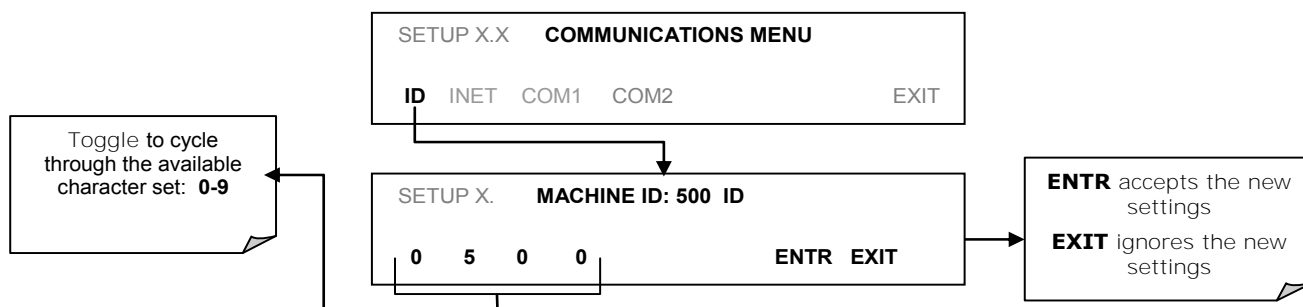 SETUP X.X COMMUNICATIONS MENU
ID INET COM1 COM2 EXIT
Toggle to cycle
through the available
character set: 0-9
SETUP X. MACHINE ID: 500 ID
0 5 0 0 ENTR EXIT
ENTR accepts the new
settings
EXIT ignores the new
settings